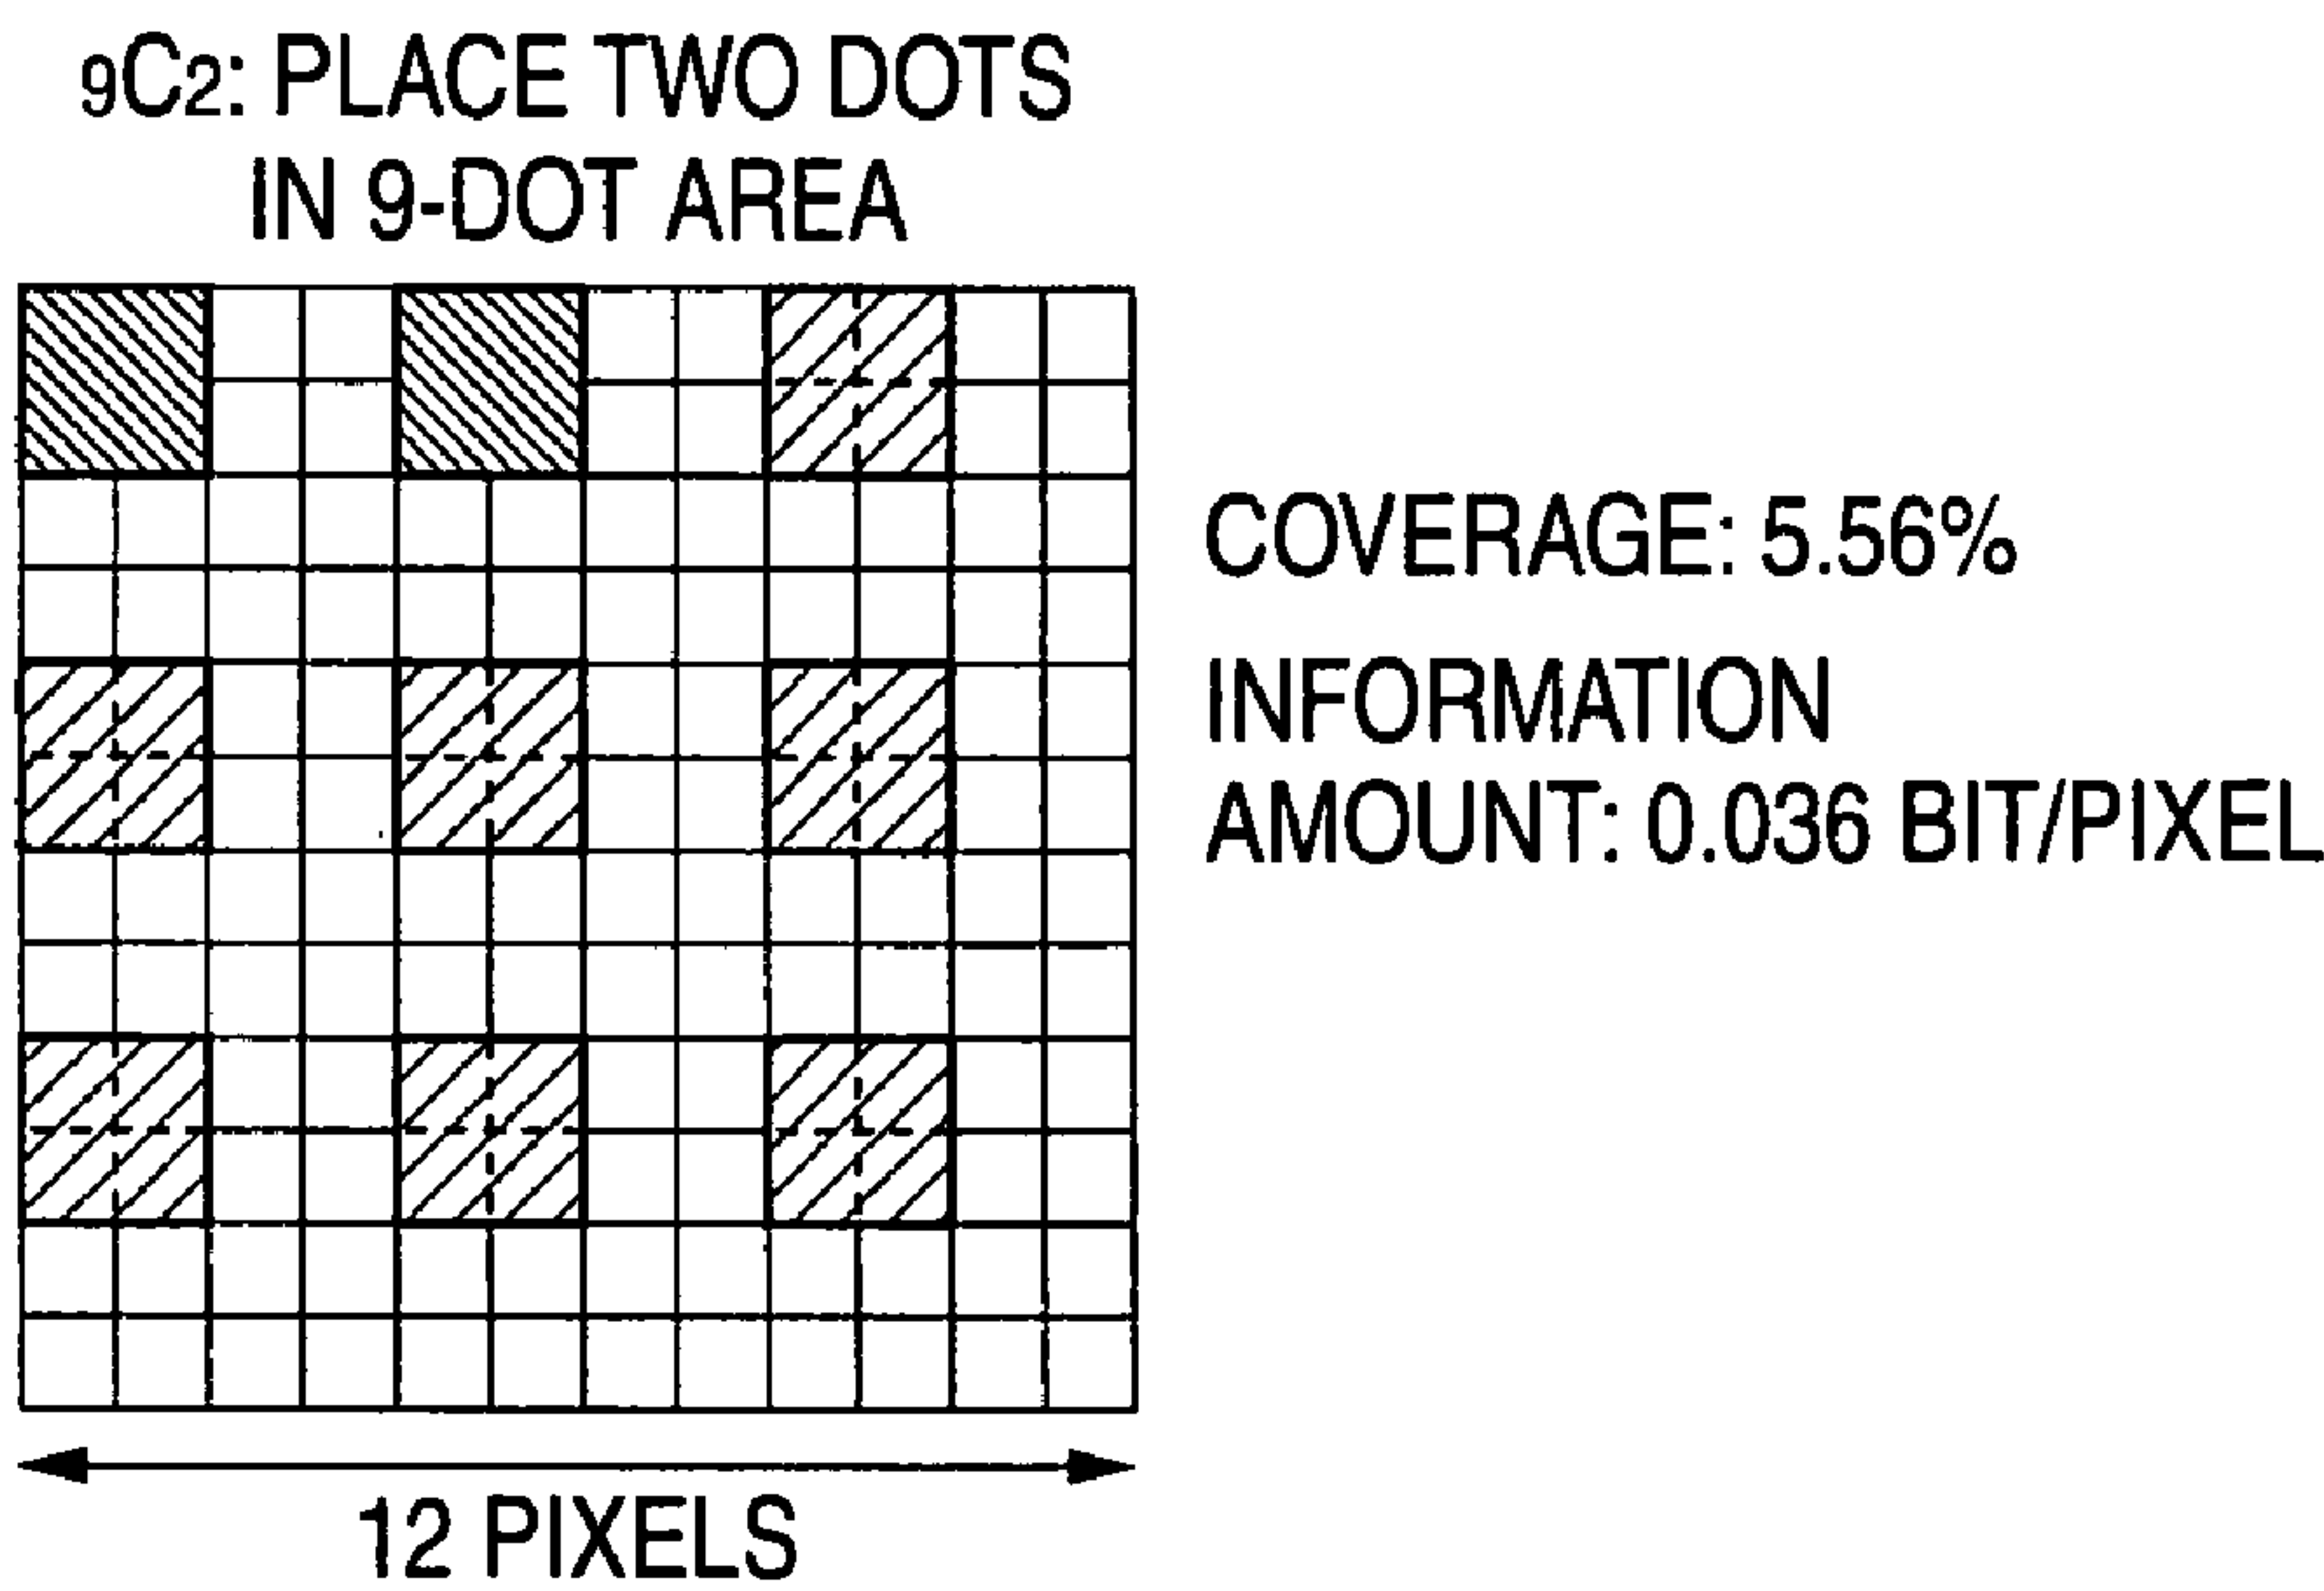 9C2: PLACE TWO DOTS
IN 9-DOT AREA
COVERAGE: 5.56%
INFORMATION
AMOUNT: 0.036 BIT/PIXEL
12 PIXELS